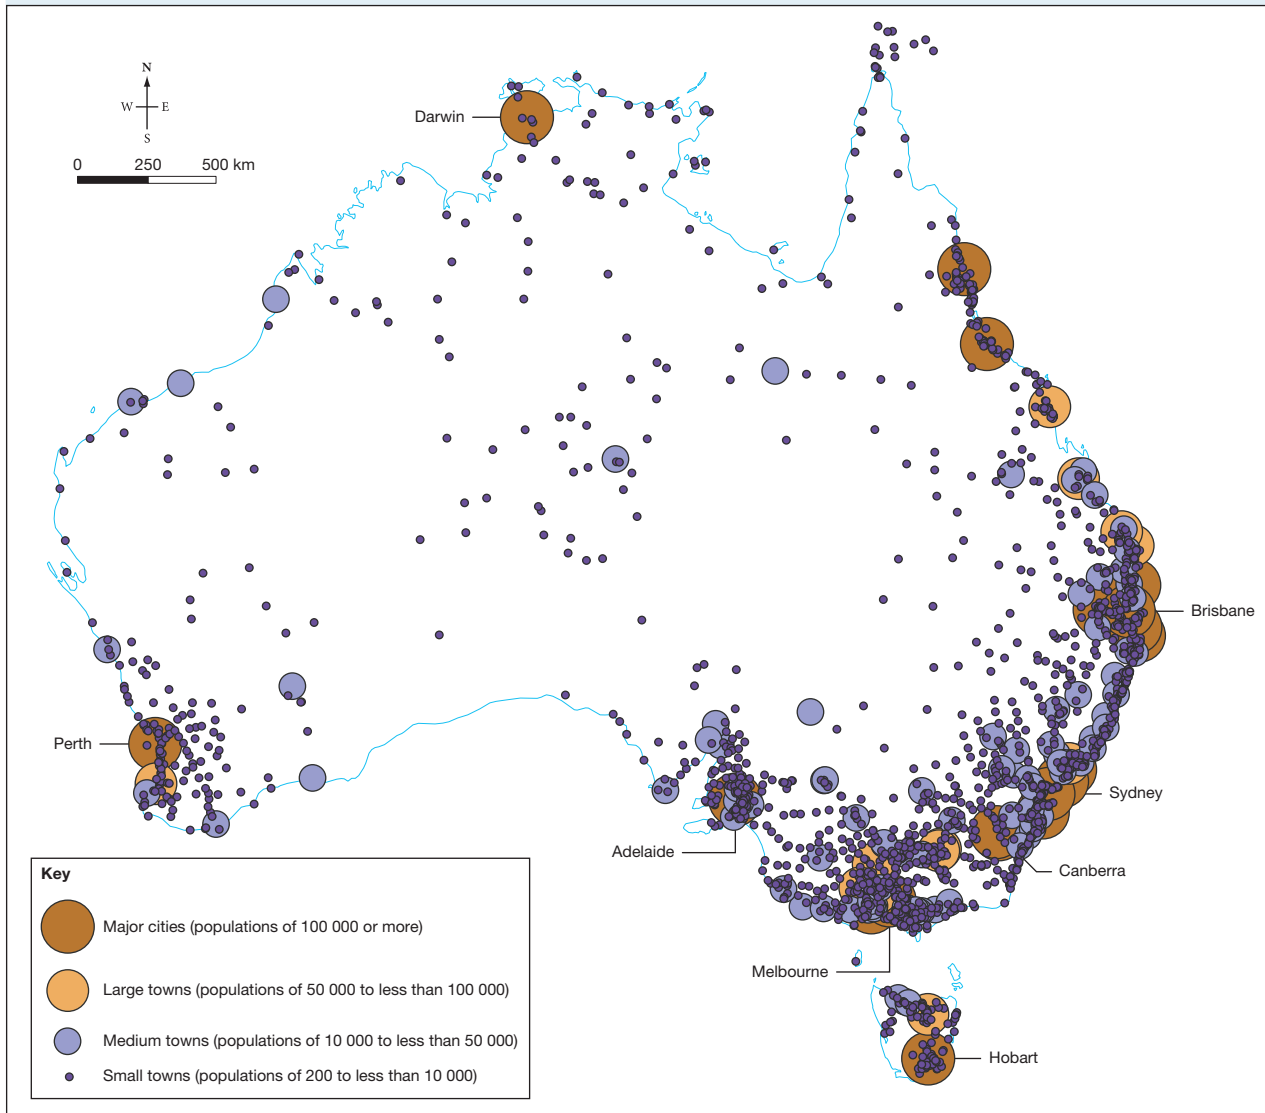 N
W
E
S
0
250
500 km
Darwin
Brisbane
Perth
Sydney
Adelaide
Canberra
Melbourne
Hobart
Key
Major cities (populations of 100 000 or more)
Large towns (populations of 50 000 to less than 100 000)
Medium towns (populations of 10 000 to less than 50 000)
Small towns (populations of 200 to less than 10 000)